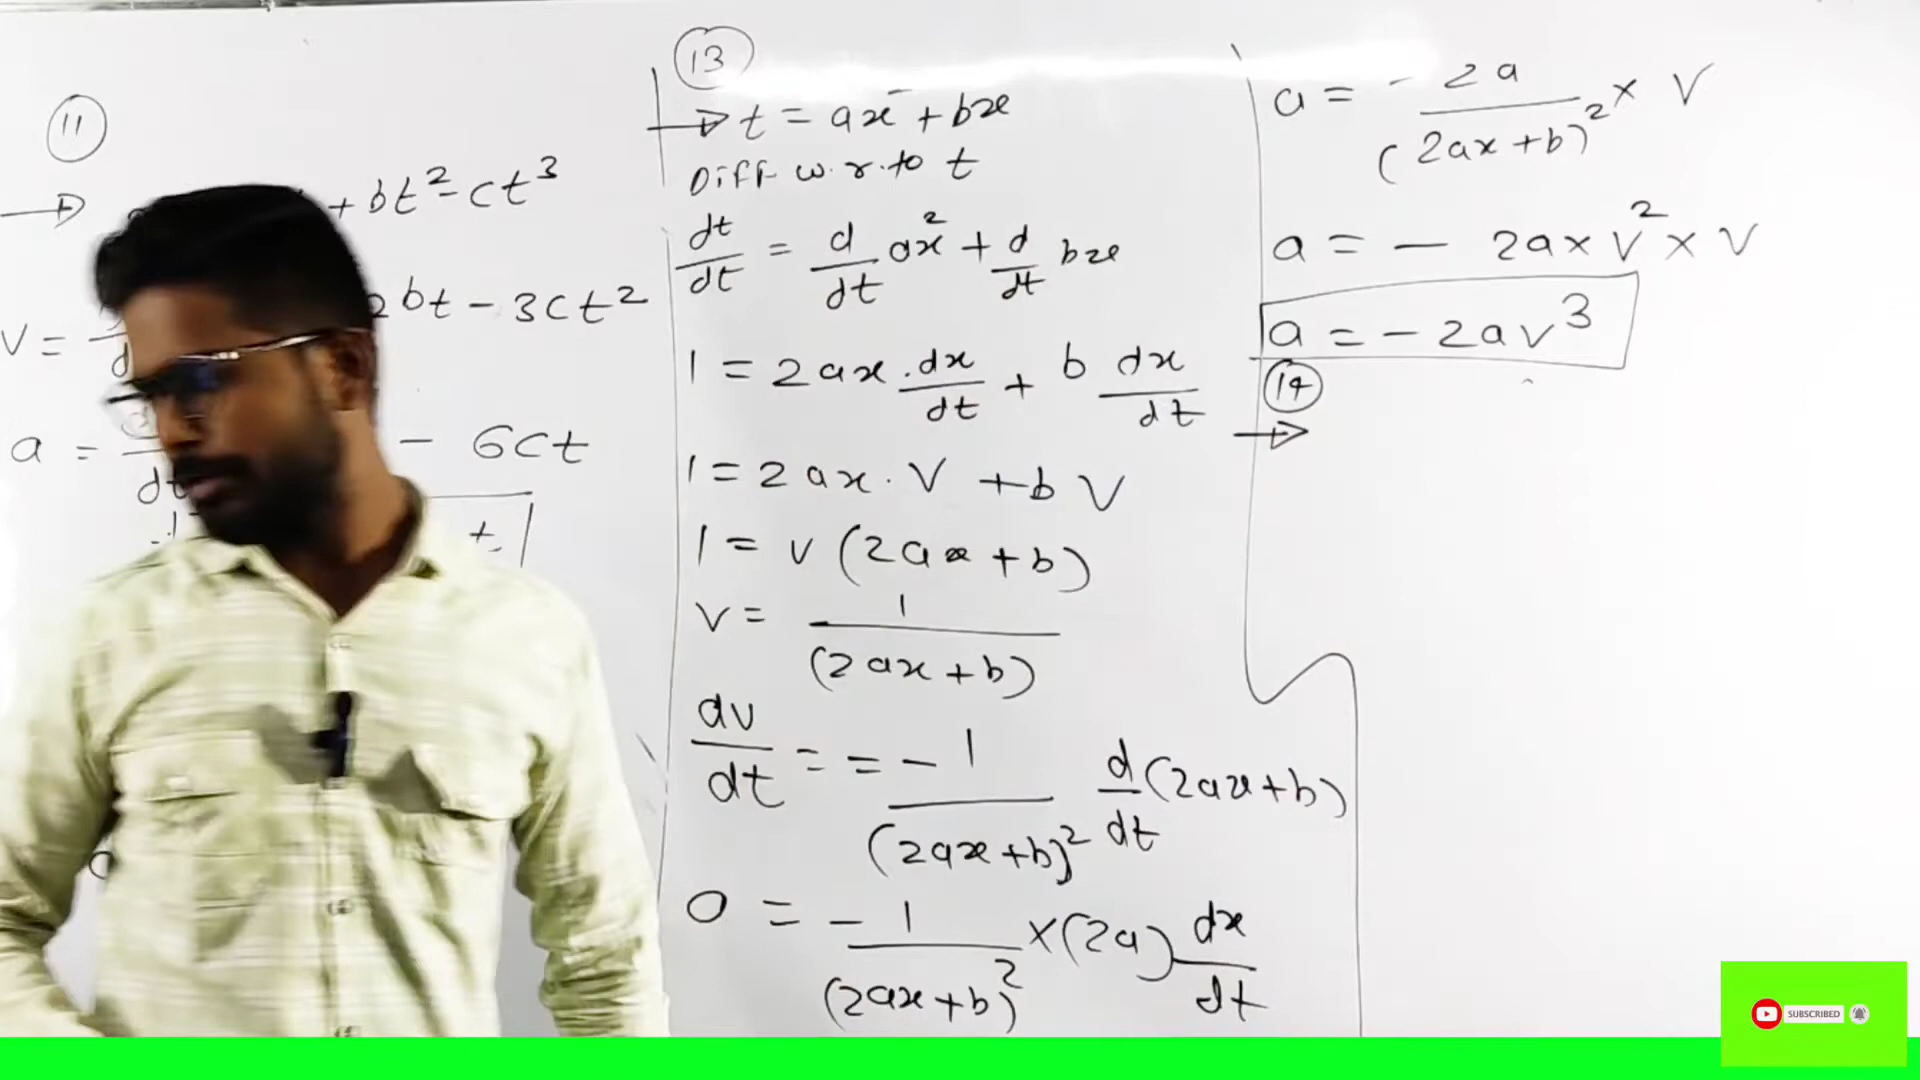 11
+ bt² - ct³
v =
2bt - 3ct²
a =
dt
- 6ct
13
t = ax + bx
Diff w.r.to t
dt/dt = d/dt ax² + d/dt bx
1 = 2ax . dx/dt + b dx/dt
1 = 2ax . V + b V
1 = v (2ax + b)
v = 1/(2ax + b)
dv/dt = = - 1/(2ax + b)² d/dt (2ax + b)
a = - 1/(2ax + b)² × (2a) dx/dt
a = - 2a/(2ax + b)² × V
a = - 2a × V² × V
a = - 2av³
14
SUBSCRIBED